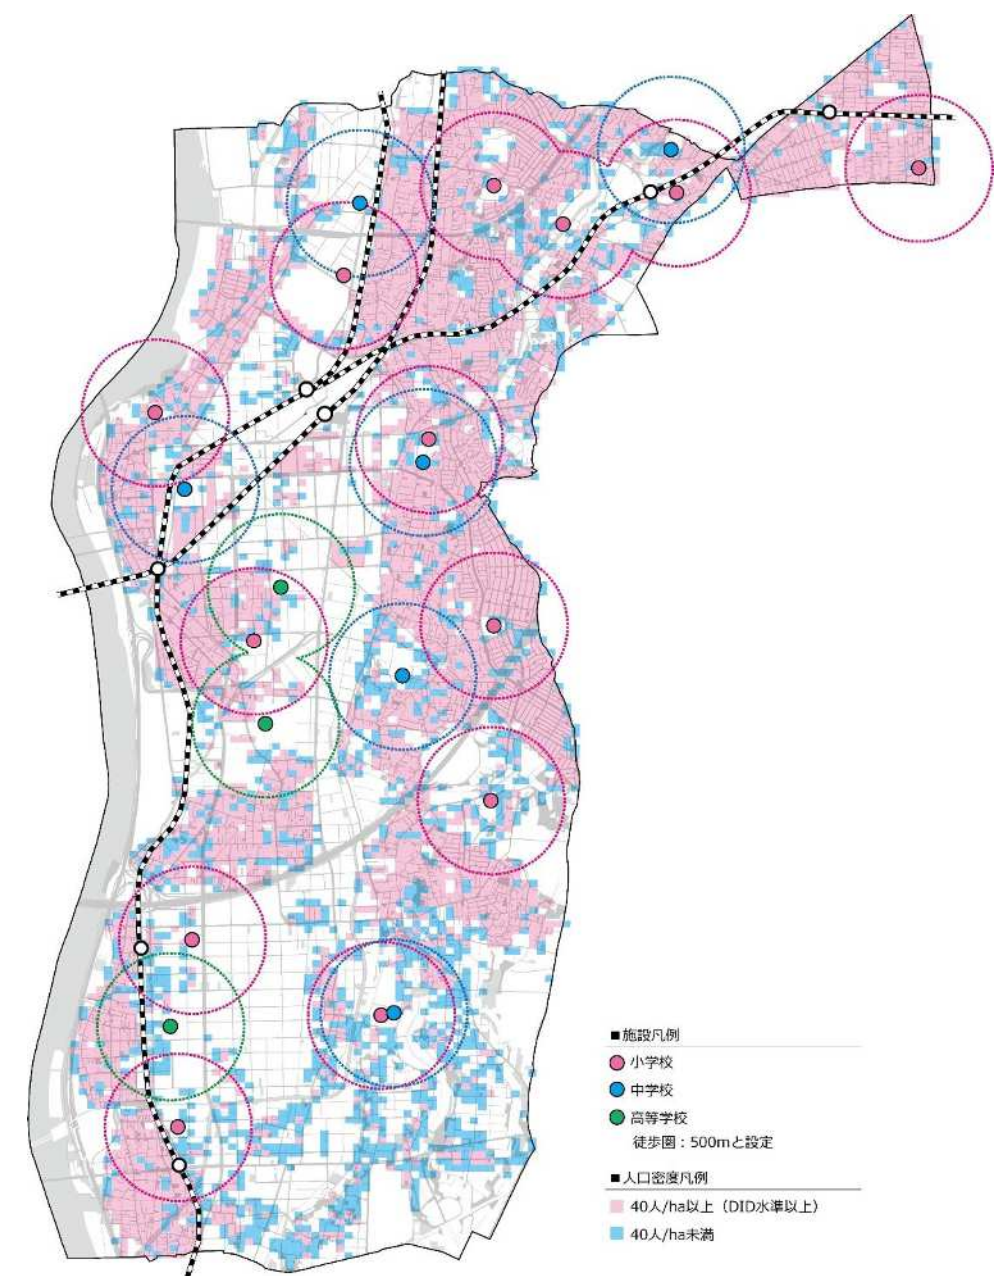 ■施設凡例
小学校
中学校
高等学校
徒歩圏：500mと設定
■人口密度凡例
40人/ha以上（DID水準以上）
40人/ha未満